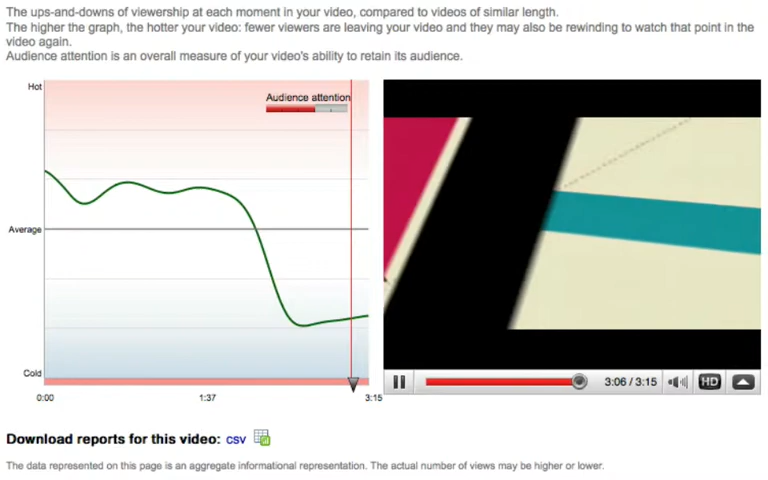 The ups-and-downs of viewership at each moment in your video, compared to videos of similar length.
The higher the graph, the hotter your video: fewer viewers are leaving your video and they may also be rewinding to watch that point in the
video again.
Audience attention is an overall measure of your video's ability to retain its audience.
Hot
Audience attention
Average
Cold
0:00 1:37 3:15
3:06 / 3:15 HD
Download reports for this video: csv
The data represented on this page is an aggregate informational representation. The actual number of views may be higher or lower.